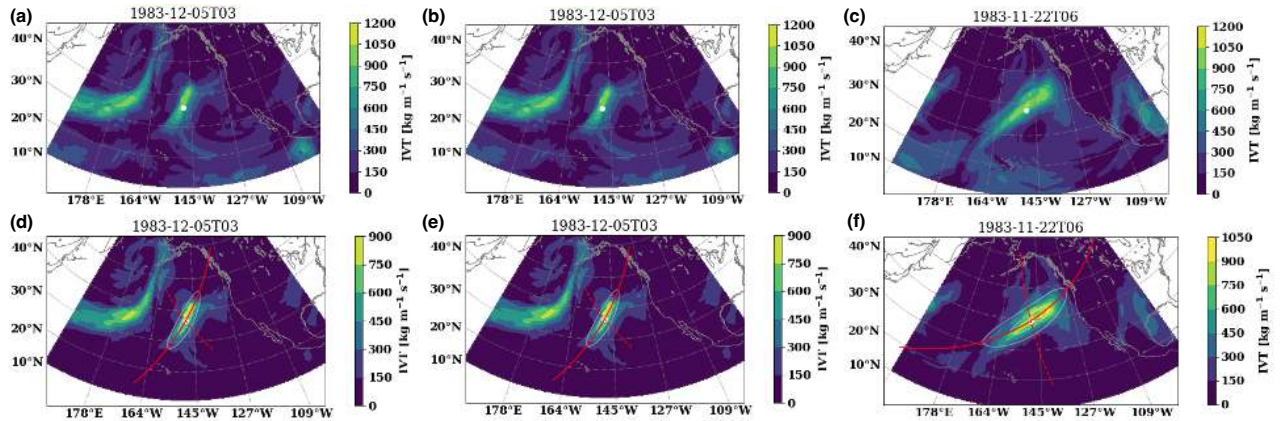 (a)
1983-12-05T03
40°N
30°N
20°N
10°N
178°E 164°W 145°W 127°W 109°W
1200
1050
900
750
600
450
300
150
0
IVT [kg m⁻¹ s⁻¹]
(b)
1983-12-05T03
40°N
30°N
20°N
10°N
178°E 164°W 145°W 127°W 109°W
1200
1050
900
750
600
450
300
150
0
IVT [kg m⁻¹ s⁻¹]
(c)
1983-11-22T06
40°N
30°N
20°N
10°N
178°E 164°W 145°W 127°W 109°W
1200
1050
900
750
600
450
300
150
0
IVT [kg m⁻¹ s⁻¹]
(d)
1983-12-05T03
40°N
30°N
20°N
10°N
178°E 164°W 145°W 127°W 109°W
900
750
600
450
300
150
0
IVT [kg m⁻¹ s⁻¹]
(e)
1983-12-05T03
40°N
30°N
20°N
10°N
178°E 164°W 145°W 127°W 109°W
900
750
600
450
300
150
0
IVT [kg m⁻¹ s⁻¹]
(f)
1983-11-22T06
40°N
30°N
20°N
10°N
178°E 164°W 145°W 127°W 109°W
1050
900
750
600
450
300
150
0
IVT [kg m⁻¹ s⁻¹]